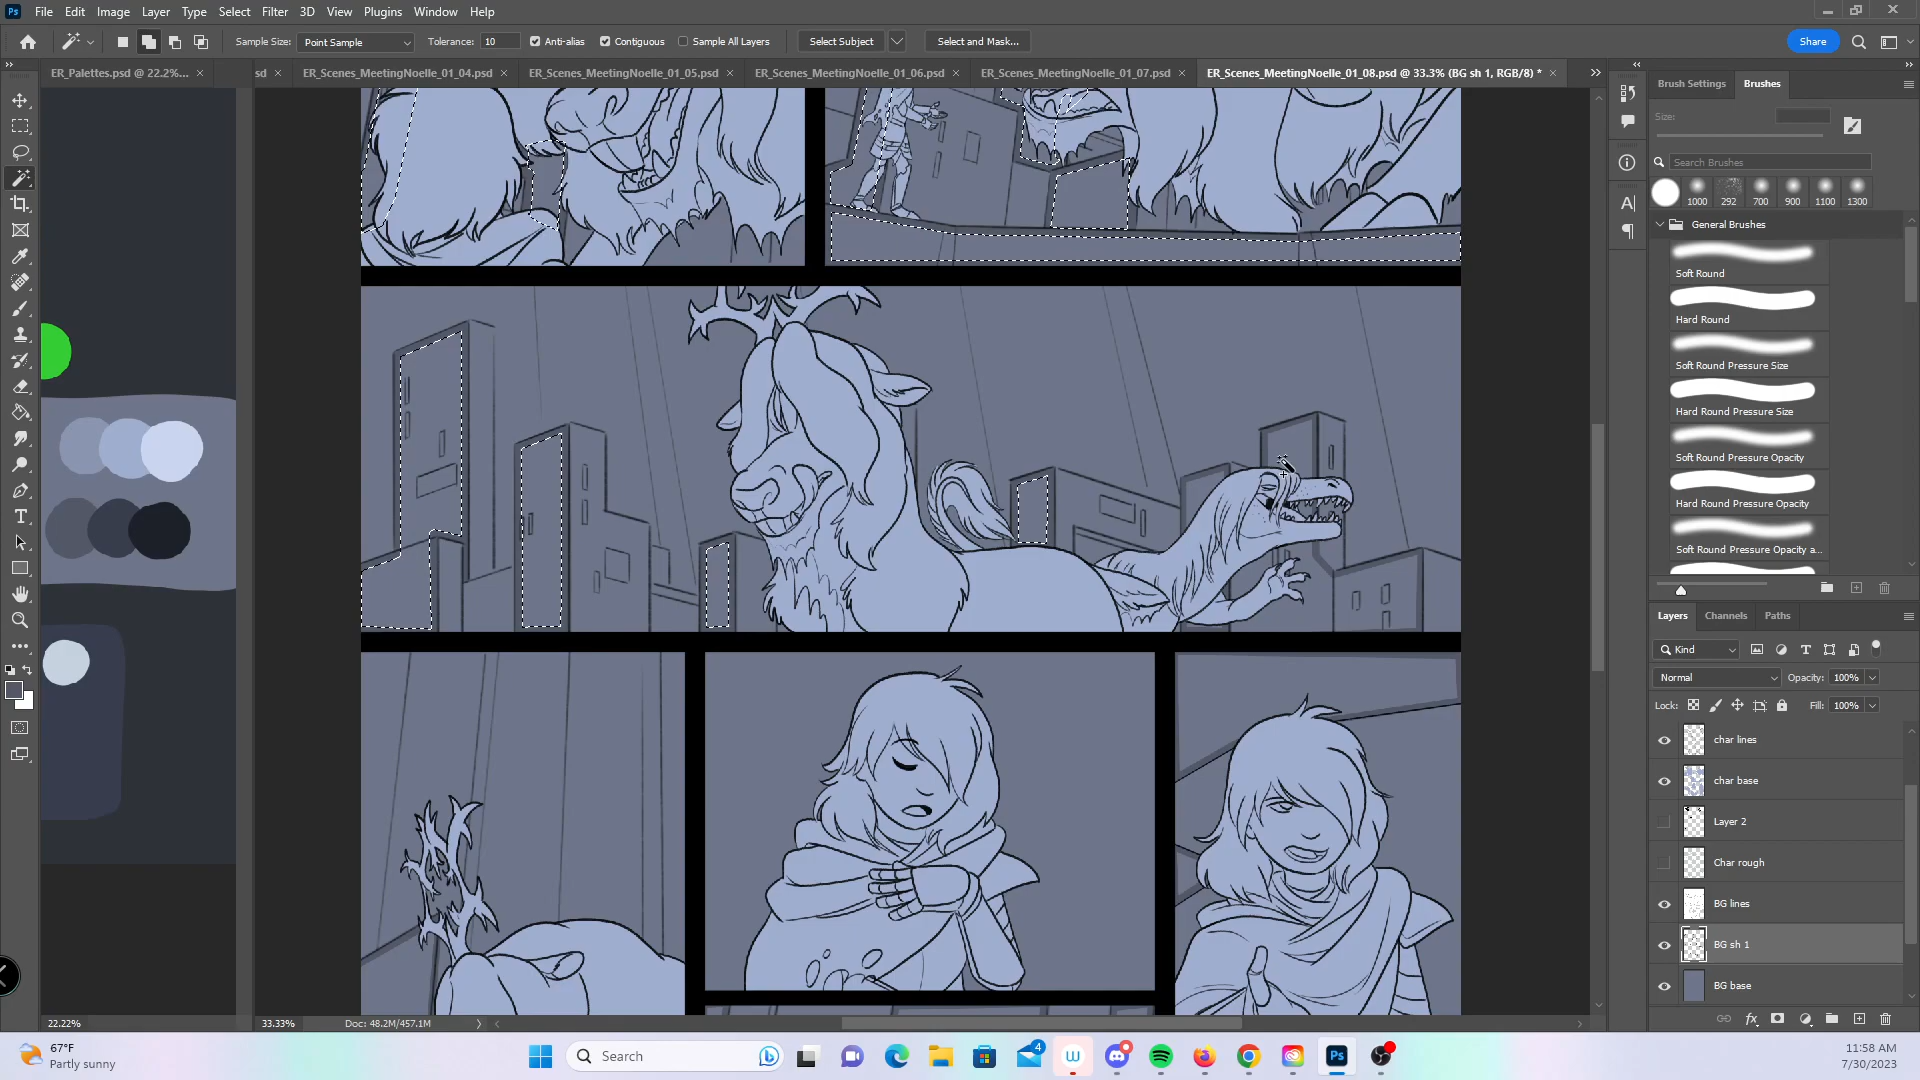 Ps File Edit Image Layer Type Select Filter 3D View Plugins Window Help
Sample Size: Point Sample Tolerance: 10 Anti-alias Contiguous Sample All Layers Select Subject Select and Mask... Share
ER_Palettes.psd @ 22.2%... × sd × ER_Scenes_MeetingNoelle_01_04.psd × ER_Scenes_MeetingNoelle_01_05.psd × ER_Scenes_MeetingNoelle_01_06.psd × ER_Scenes_MeetingNoelle_01_07.psd × ER_Scenes_MeetingNoelle_01_08.psd @ 33.3% (BG sh 1, RGB/8) * ×
Brush Settings Brushes
Size:
Search Brushes
1000 292 700 900 1100 1300
General Brushes
Soft Round
Hard Round
Soft Round Pressure Size
Hard Round Pressure Size
Soft Round Pressure Opacity
Hard Round Pressure Opacity
Soft Round Pressure Opacity a...
Layers Channels Paths
Kind
Normal Opacity: 100%
Lock: Fill: 100%
char lines
char base
Layer 2
Char rough
BG lines
BG sh 1
BG base
22.22% 33.33% Doc: 48.2M/457.1M
67°F
Partly sunny
Search
4
Ps
11:58 AM
7/30/2023